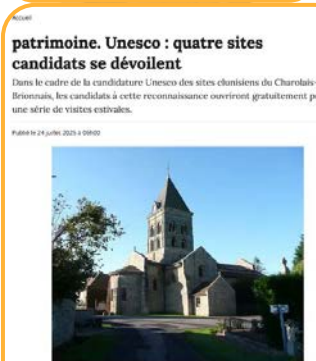 Accueil
patrimoine. Unesco : quatre sites
candidats se dévoilent
Dans le cadre de la candidature Unesco des sites clunisiens du Charolais-
Brionnais, les candidats à cette reconnaissance ouvriront gratuitement p
une série de visites estivales.
Publié le 24 juillet 2025 à 09h00